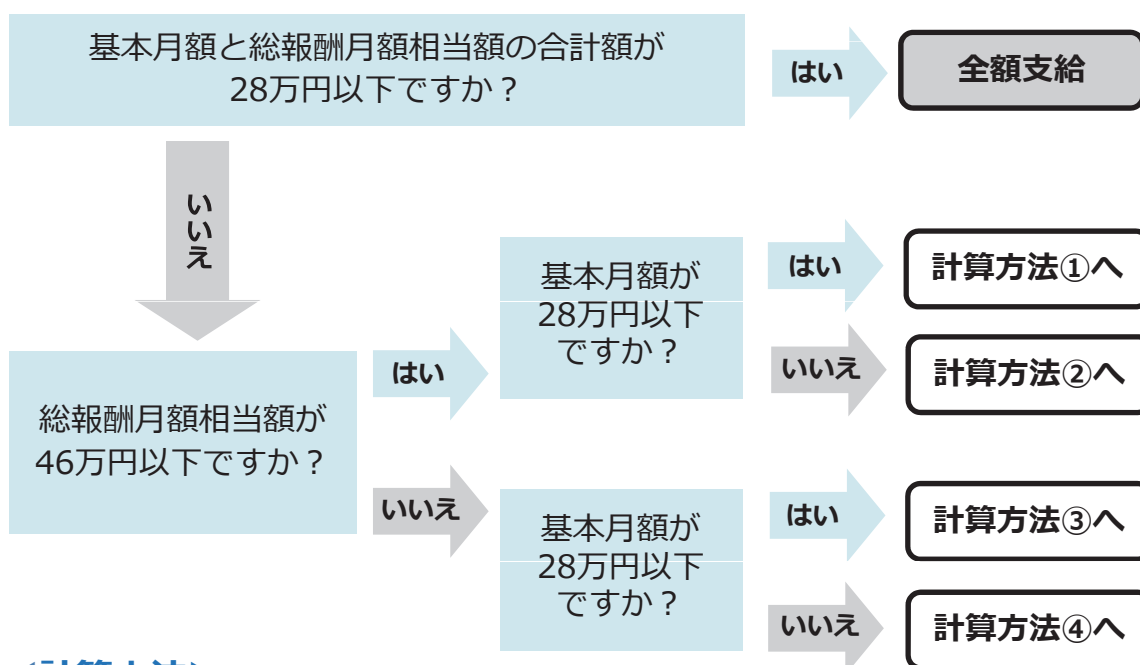 基本月額と総報酬月額相当額の合計額が
28万円以下ですか？
はい
全額支給
いいえ
総報酬月額相当額が
46万円以下ですか？
はい
基本月額が
28万円以下
ですか？
はい
計算方法①へ
いいえ
計算方法②へ
いいえ
基本月額が
28万円以下
ですか？
はい
計算方法③へ
いいえ
計算方法④へ